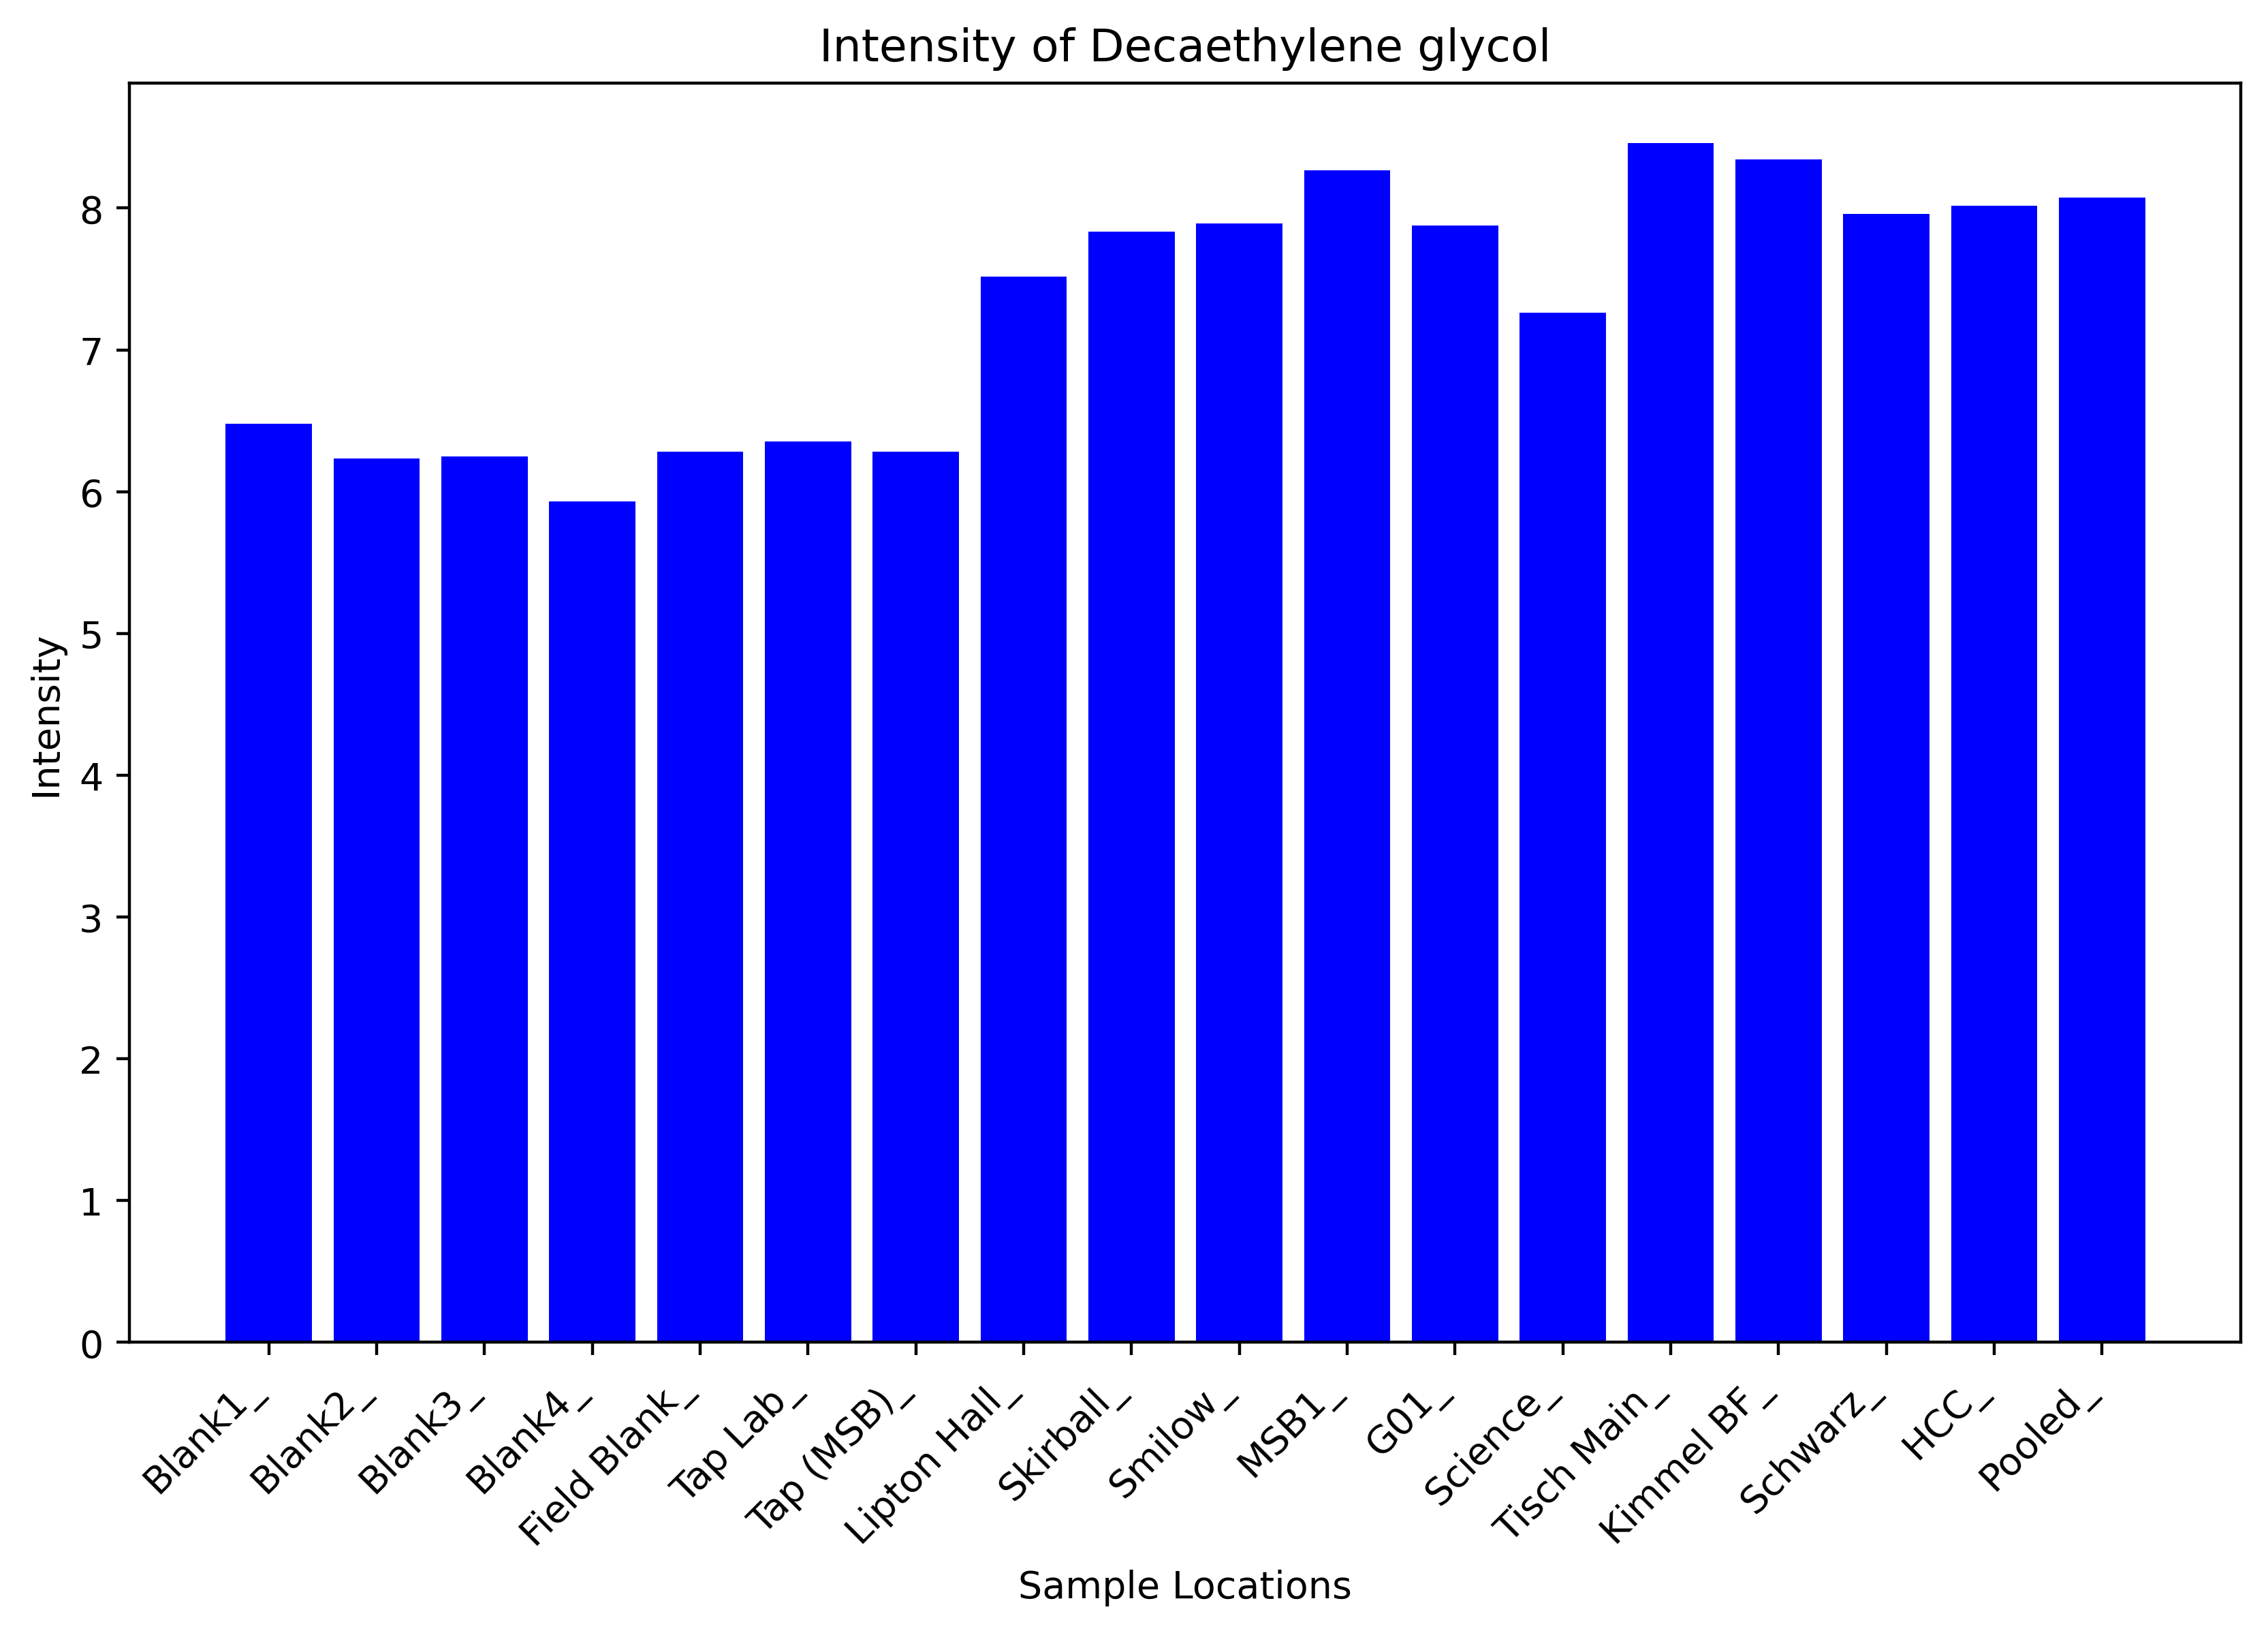 Intensity of Decaethylene glycol
Intensity
8
7
6
5
4
3
2
1
0
Blank1_
Blank2_
Blank3_
Blank4_
Field Blank_
Tap Lab_
Tap (MSB)_
Lipton Hall_
Skirball_
Smilow_
MSB1_
G01_
Science_
Tisch Main_
Kimmel BF_
Schwarz_
HCC_
Pooled_
Sample Locations